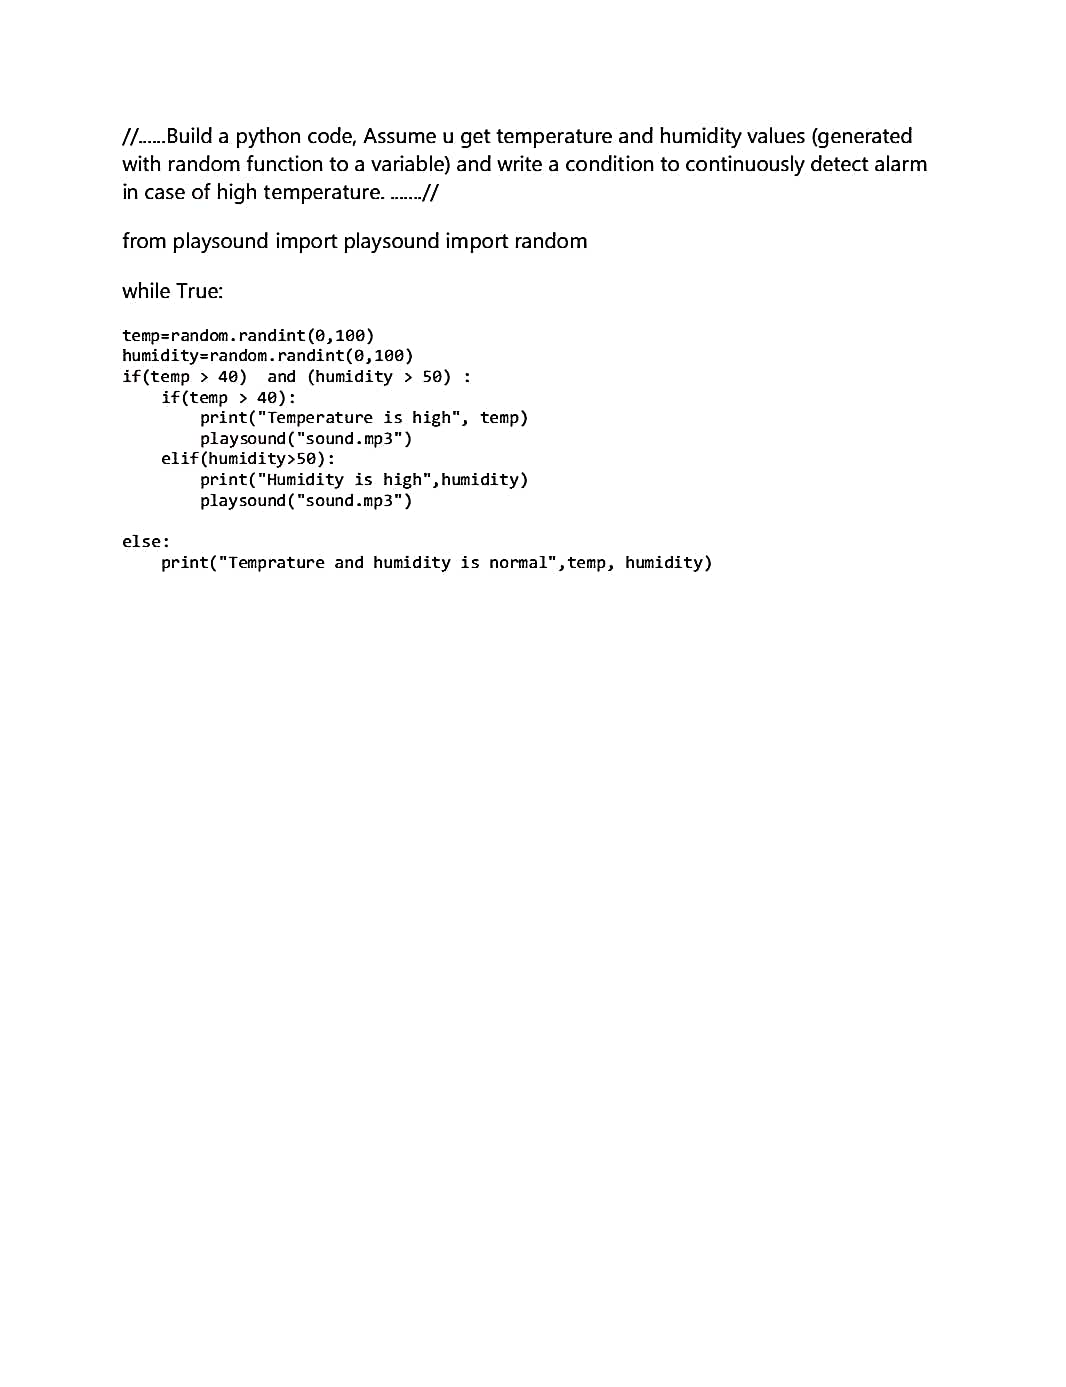 //......Build a python code, Assume u get temperature and humidity values (generated
with random function to a variable) and write a condition to continuously detect alarm
in case of high temperature. .......//
from playsound import playsound import random
while True:
temp=random.randint(0,100)
humidity=random.randint(0,100)
if(temp > 40)  and (humidity > 50) :
    if(temp > 40):
        print("Temperature is high", temp)
        playsound("sound.mp3")
    elif(humidity>50):
        print("Humidity is high",humidity)
        playsound("sound.mp3")
else:
    print("Temprature and humidity is normal",temp, humidity)